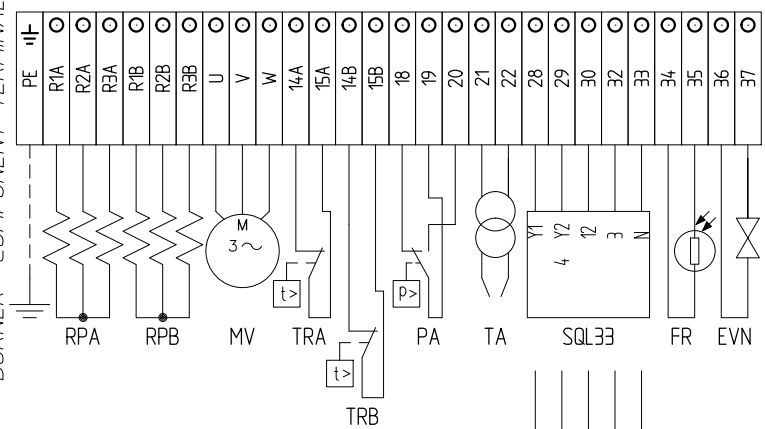 PE R1A R2A R3A R1B R2B R3B U V W 14A 15A 14B 15B 18 19 20 21 22 28 29 30 32 33 34 35 36 37
M
3~
Y1 Y2 12 3 N
4
t>
p>
RPA RPB MV TRA PA TA SQL33 FR EVN
t>
TRB